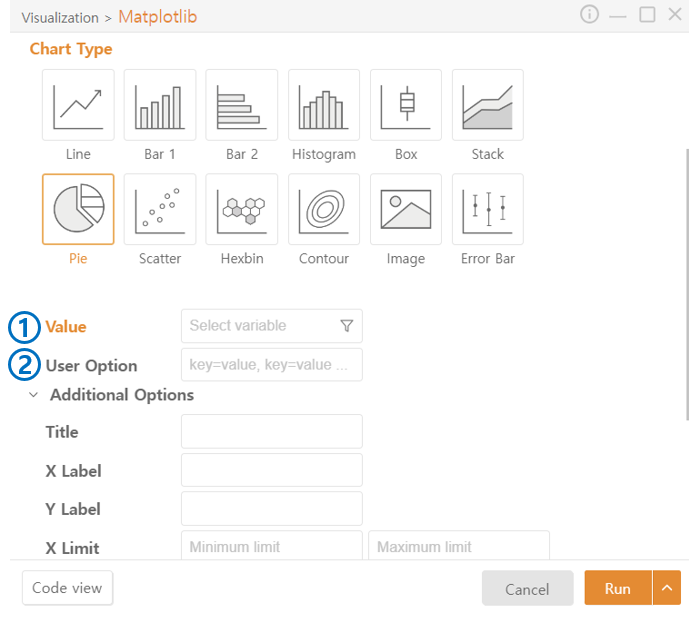 Visualization > Matplotlib
Chart Type
Line Bar 1 Bar 2 Histogram Box Stack
Pie Scatter Hexbin Contour Image Error Bar
1 Value Select variable
2 User Option key=value, key=value ...
Additional Options
Title
X Label
Y Label
X Limit Minimum limit Maximum limit
Code view Cancel Run